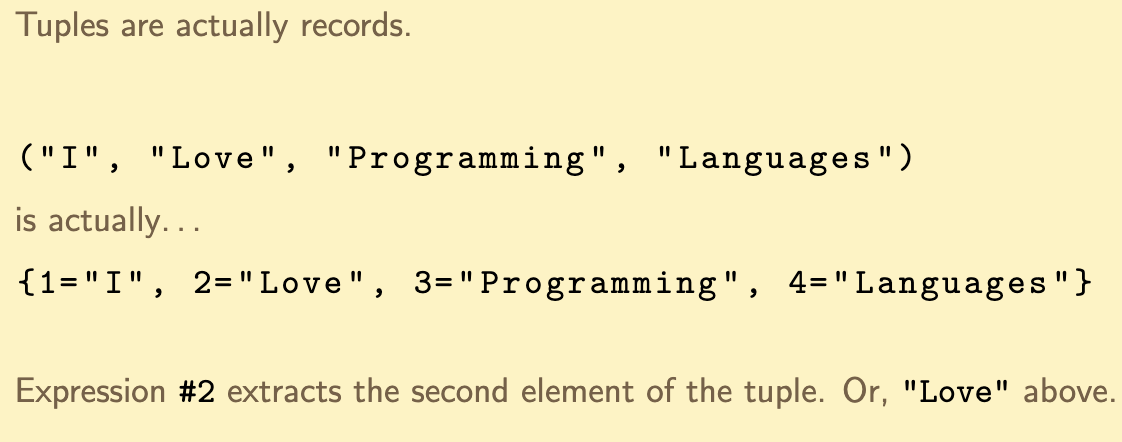 Tuples are actually records.
("I", "Love", "Programming", "Languages")
is actually...
{1="I", 2="Love", 3="Programming", 4="Languages"}
Expression #2 extracts the second element of the tuple. Or, "Love" above.